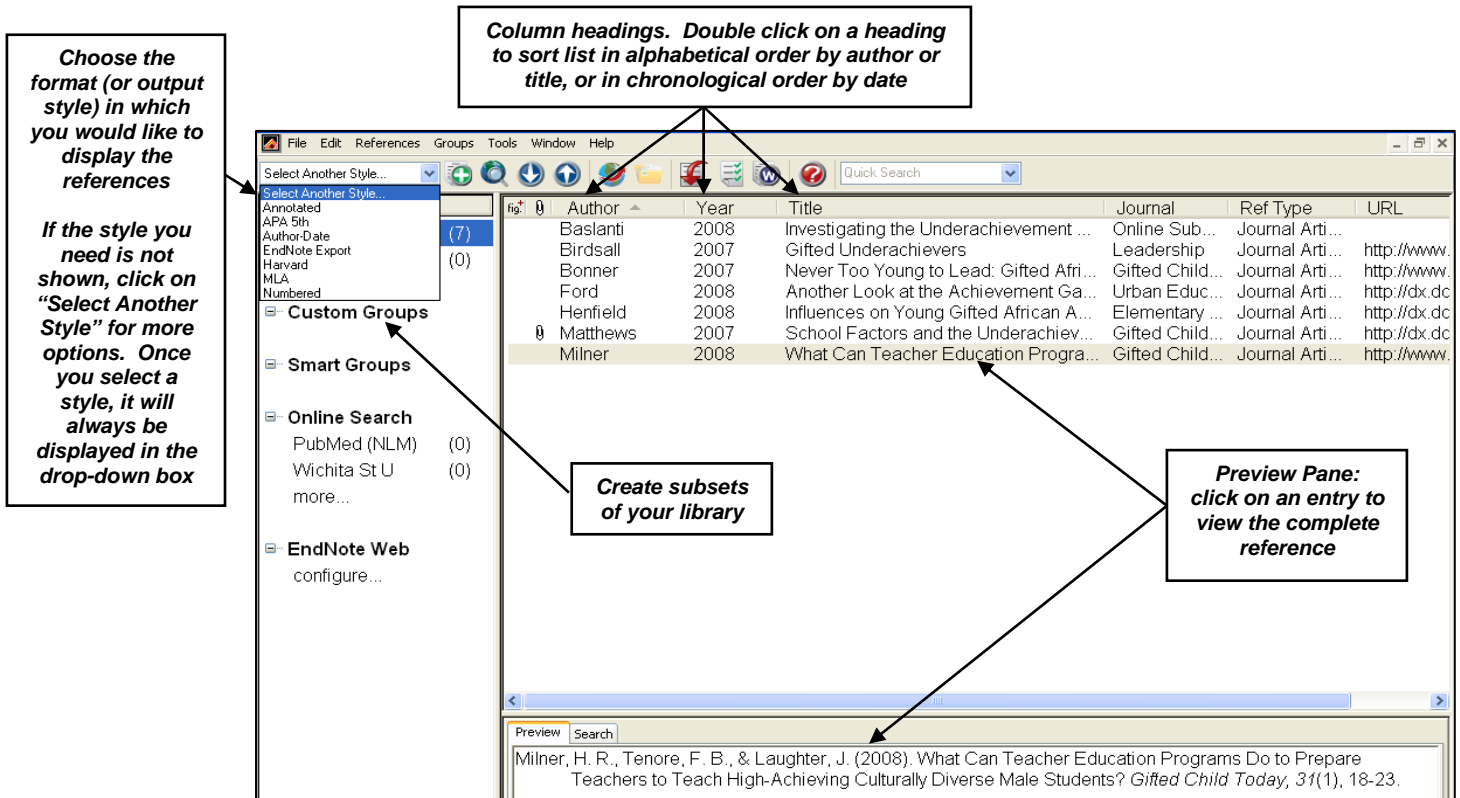 Column headings.  Double click on a heading
to sort list in alphabetical order by author or
title, or in chronological order by date
Choose the
format (or output
style) in which
you would like to
display the
references
If the style you
need is not
shown, click on
“Select Another
Style” for more
options.  Once
you select a
style, it will
always be
displayed in the
drop-down box
File Edit References Groups Tools Window Help
Select Another Style... Quick Search
Select Another Style...
Annotated
APA 5th
Author-Date
EndNote Export
Harvard
MLA
Numbered
(7)
(0)
Custom Groups
Smart Groups
Online Search
PubMed (NLM) (0)
Wichita St U (0)
more...
EndNote Web
configure...
fig. Author Year Title Journal Ref Type URL
Baslanti 2008 Investigating the Underachievement ... Online Sub... Journal Arti...
Birdsall 2007 Gifted Underachievers Leadership Journal Arti... http://www.
Bonner 2007 Never Too Young to Lead: Gifted Afri... Gifted Child... Journal Arti... http://www.
Ford 2008 Another Look at the Achievement Ga... Urban Educ... Journal Arti... http://dx.dc
Henfield 2008 Influences on Young Gifted African A... Elementary ... Journal Arti... http://dx.dc
Matthews 2007 School Factors and the Underachiev... Gifted Child... Journal Arti... http://dx.dc
Milner 2008 What Can Teacher Education Progra... Gifted Child... Journal Arti... http://www.
Create subsets
of your library
Preview Pane:
click on an entry to
view the complete
reference
Preview Search
Milner, H. R., Tenore, F. B., & Laughter, J. (2008). What Can Teacher Education Programs Do to Prepare
Teachers to Teach High-Achieving Culturally Diverse Male Students? Gifted Child Today, 31(1), 18-23.